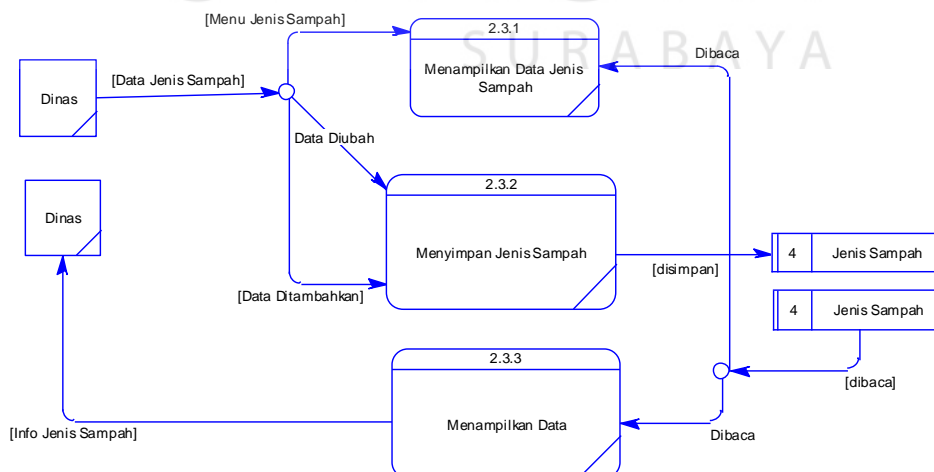 [Menu Jenis Sampah]
2.3.1
SURABAYA
Dibaca
Menampilkan Data Jenis
Sampah
[Data Jenis Sampah]
Dinas
Data Diubah
2.3.2
Dinas
Menyimpan Jenis Sampah
4 Jenis Sampah
[disimpan]
[Data Ditambahkan]
4 Jenis Sampah
2.3.3
[dibaca]
[Info Jenis Sampah]
Menampilkan Data
Dibaca